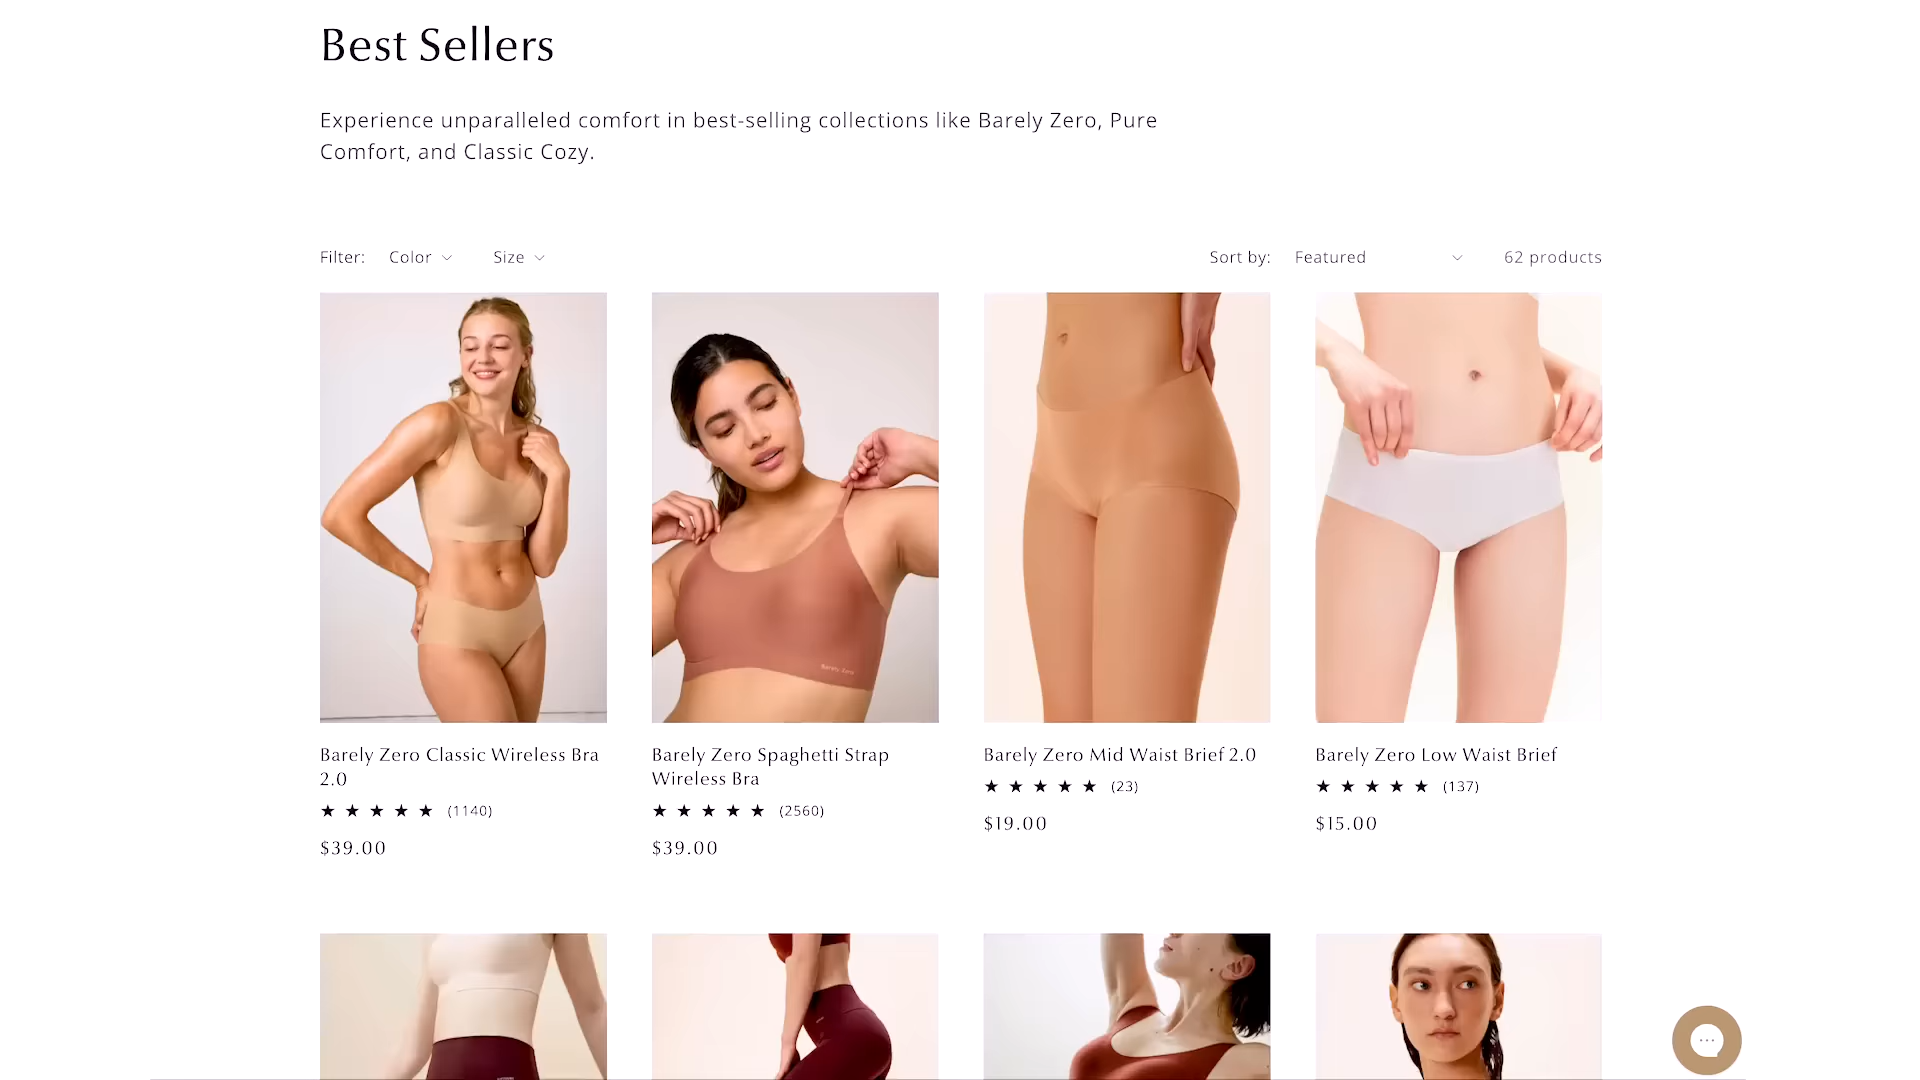 Best Sellers
Experience unparalleled comfort in best-selling collections like Barely Zero, Pure
Comfort, and Classic Cozy.
Filter: Color Size Sort by: Featured 62 products
Barely Zero
Barely Zero Classic Wireless Bra
2.0
(1140)
$39.00
Barely Zero Spaghetti Strap
Wireless Bra
(2560)
$39.00
Barely Zero Mid Waist Brief 2.0
(23)
$19.00
Barely Zero Low Waist Brief
(137)
$15.00